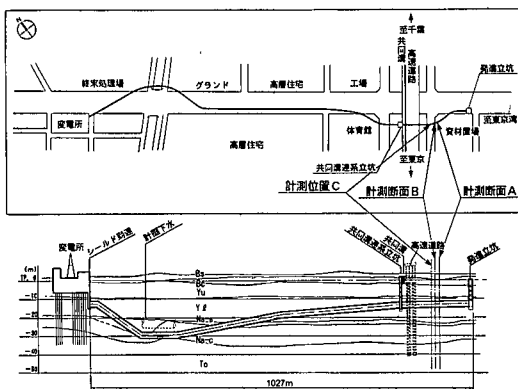 N
至千葉
高速道路
共同溝
発進立坑
終末処理場
グランド
高層住宅
工場
変電所
体育館
資材置場
至東京湾
高層住宅
共同溝連系立坑
至東京
計測位置C
計測断面B
計測断面A
変電所
シールド到達
計画下水
共同溝連系立坑
共同溝
高速道路
発進立坑
(m)
TP. 0
-10
-20
-30
-40
-50
Bs
Bc
Yu
Yℓ
Na-s
Na-c
To
1027m